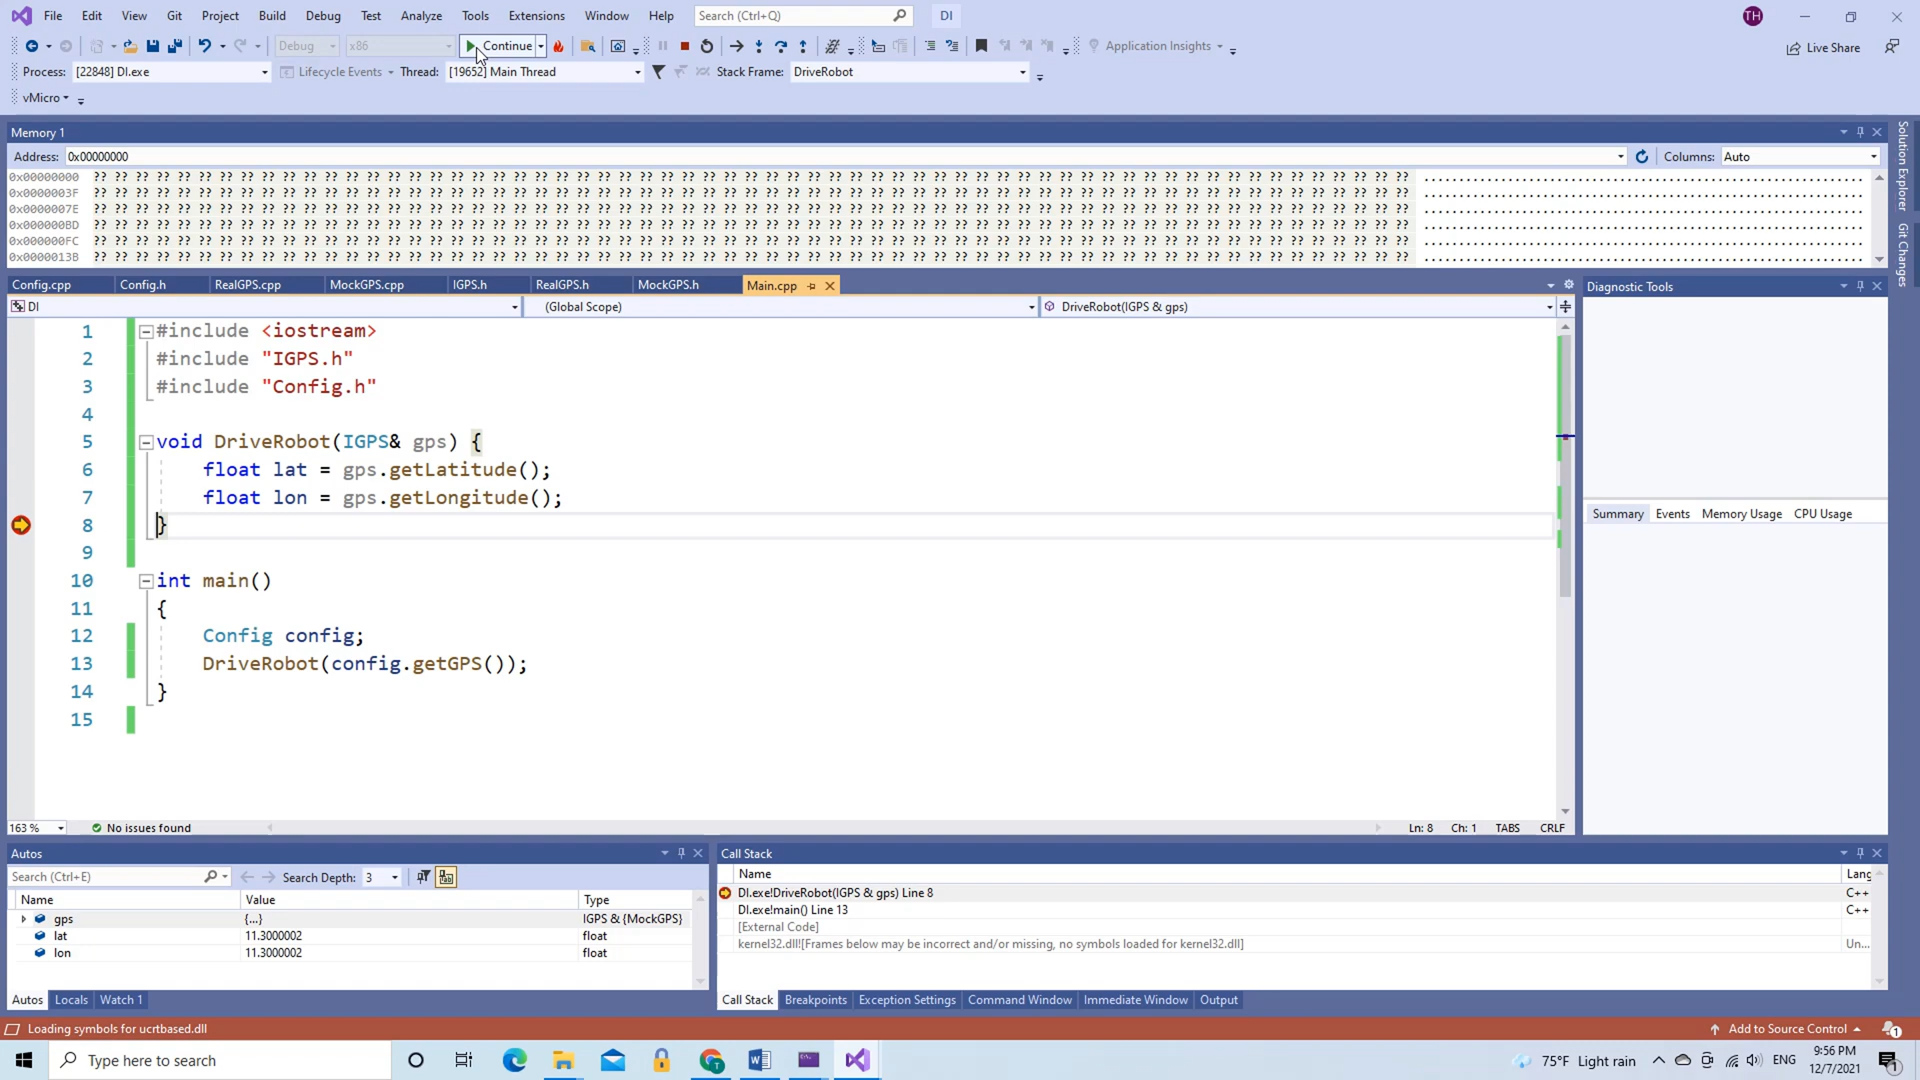 File Edit View Git Project Build Debug Test Analyze Tools Extensions Window Help Search (Ctrl+Q) DI TH
Debug x86 Continue Application Insights Live Share
Process: [22848] DI.exe Lifecycle Events Thread: [19652] Main Thread Stack Frame: DriveRobot
vMicro
Memory 1
Address: 0x00000000 Columns: Auto
0x00000000 ?? ?? ?? ?? ?? ?? ?? ?? ?? ?? ?? ?? ?? ?? ?? ?? ?? ?? ?? ?? ?? ?? ?? ?? ?? ?? ?? ?? ?? ?? ?? ?? ?? ?? ?? ?? ?? ?? ?? ?? ?? ?? ?? ?? ?? ?? ?? ?? ?? ?? ?? ?? ?? ?? ?? ?? ?? ?? ?? ?? ?? ?? ?? ...............................................................
0x0000003F ?? ?? ?? ?? ?? ?? ?? ?? ?? ?? ?? ?? ?? ?? ?? ?? ?? ?? ?? ?? ?? ?? ?? ?? ?? ?? ?? ?? ?? ?? ?? ?? ?? ?? ?? ?? ?? ?? ?? ?? ?? ?? ?? ?? ?? ?? ?? ?? ?? ?? ?? ?? ?? ?? ?? ?? ?? ?? ?? ?? ?? ?? ?? ...............................................................
0x0000007E ?? ?? ?? ?? ?? ?? ?? ?? ?? ?? ?? ?? ?? ?? ?? ?? ?? ?? ?? ?? ?? ?? ?? ?? ?? ?? ?? ?? ?? ?? ?? ?? ?? ?? ?? ?? ?? ?? ?? ?? ?? ?? ?? ?? ?? ?? ?? ?? ?? ?? ?? ?? ?? ?? ?? ?? ?? ?? ?? ?? ?? ?? ?? ...............................................................
0x000000BD ?? ?? ?? ?? ?? ?? ?? ?? ?? ?? ?? ?? ?? ?? ?? ?? ?? ?? ?? ?? ?? ?? ?? ?? ?? ?? ?? ?? ?? ?? ?? ?? ?? ?? ?? ?? ?? ?? ?? ?? ?? ?? ?? ?? ?? ?? ?? ?? ?? ?? ?? ?? ?? ?? ?? ?? ?? ?? ?? ?? ?? ?? ?? ...............................................................
0x000000FC ?? ?? ?? ?? ?? ?? ?? ?? ?? ?? ?? ?? ?? ?? ?? ?? ?? ?? ?? ?? ?? ?? ?? ?? ?? ?? ?? ?? ?? ?? ?? ?? ?? ?? ?? ?? ?? ?? ?? ?? ?? ?? ?? ?? ?? ?? ?? ?? ?? ?? ?? ?? ?? ?? ?? ?? ?? ?? ?? ?? ?? ?? ?? ...............................................................
0x0000013B ?? ?? ?? ?? ?? ?? ?? ?? ?? ?? ?? ?? ?? ?? ?? ?? ?? ?? ?? ?? ?? ?? ?? ?? ?? ?? ?? ?? ?? ?? ?? ?? ?? ?? ?? ?? ?? ?? ?? ?? ?? ?? ?? ?? ?? ?? ?? ?? ?? ?? ?? ?? ?? ?? ?? ?? ?? ?? ?? ?? ?? ?? ?? ...............................................................
Solution Explorer
Git Changes
Config.cpp Config.h RealGPS.cpp MockGPS.cpp IGPS.h RealGPS.h MockGPS.h Main.cpp
DI (Global Scope) DriveRobot(IGPS & gps)
1 #include <iostream>
2 #include "IGPS.h"
3 #include "Config.h"
4
5 void DriveRobot(IGPS& gps) {
6 float lat = gps.getLatitude();
7 float lon = gps.getLongitude();
8 }
9
10 int main()
11 {
12 Config config;
13 DriveRobot(config.getGPS());
14 }
15
163 % No issues found Ln: 8 Ch: 1 TABS CRLF
Diagnostic Tools
Summary Events Memory Usage CPU Usage
Autos
Search (Ctrl+E) Search Depth: 3
Name Value Type
gps {...} IGPS & {MockGPS}
lat 11.3000002 float
lon 11.3000002 float
Autos Locals Watch 1
Call Stack
Name Lang
DI.exe!DriveRobot(IGPS & gps) Line 8 C++
DI.exe!main() Line 13 C++
[External Code]
kernel32.dll![Frames below may be incorrect and/or missing, no symbols loaded for kernel32.dll] Un...
Call Stack Breakpoints Exception Settings Command Window Immediate Window Output
Loading symbols for ucrtbased.dll Add to Source Control 1
Type here to search 75°F Light rain ENG 9:56 PM
12/7/2021 1